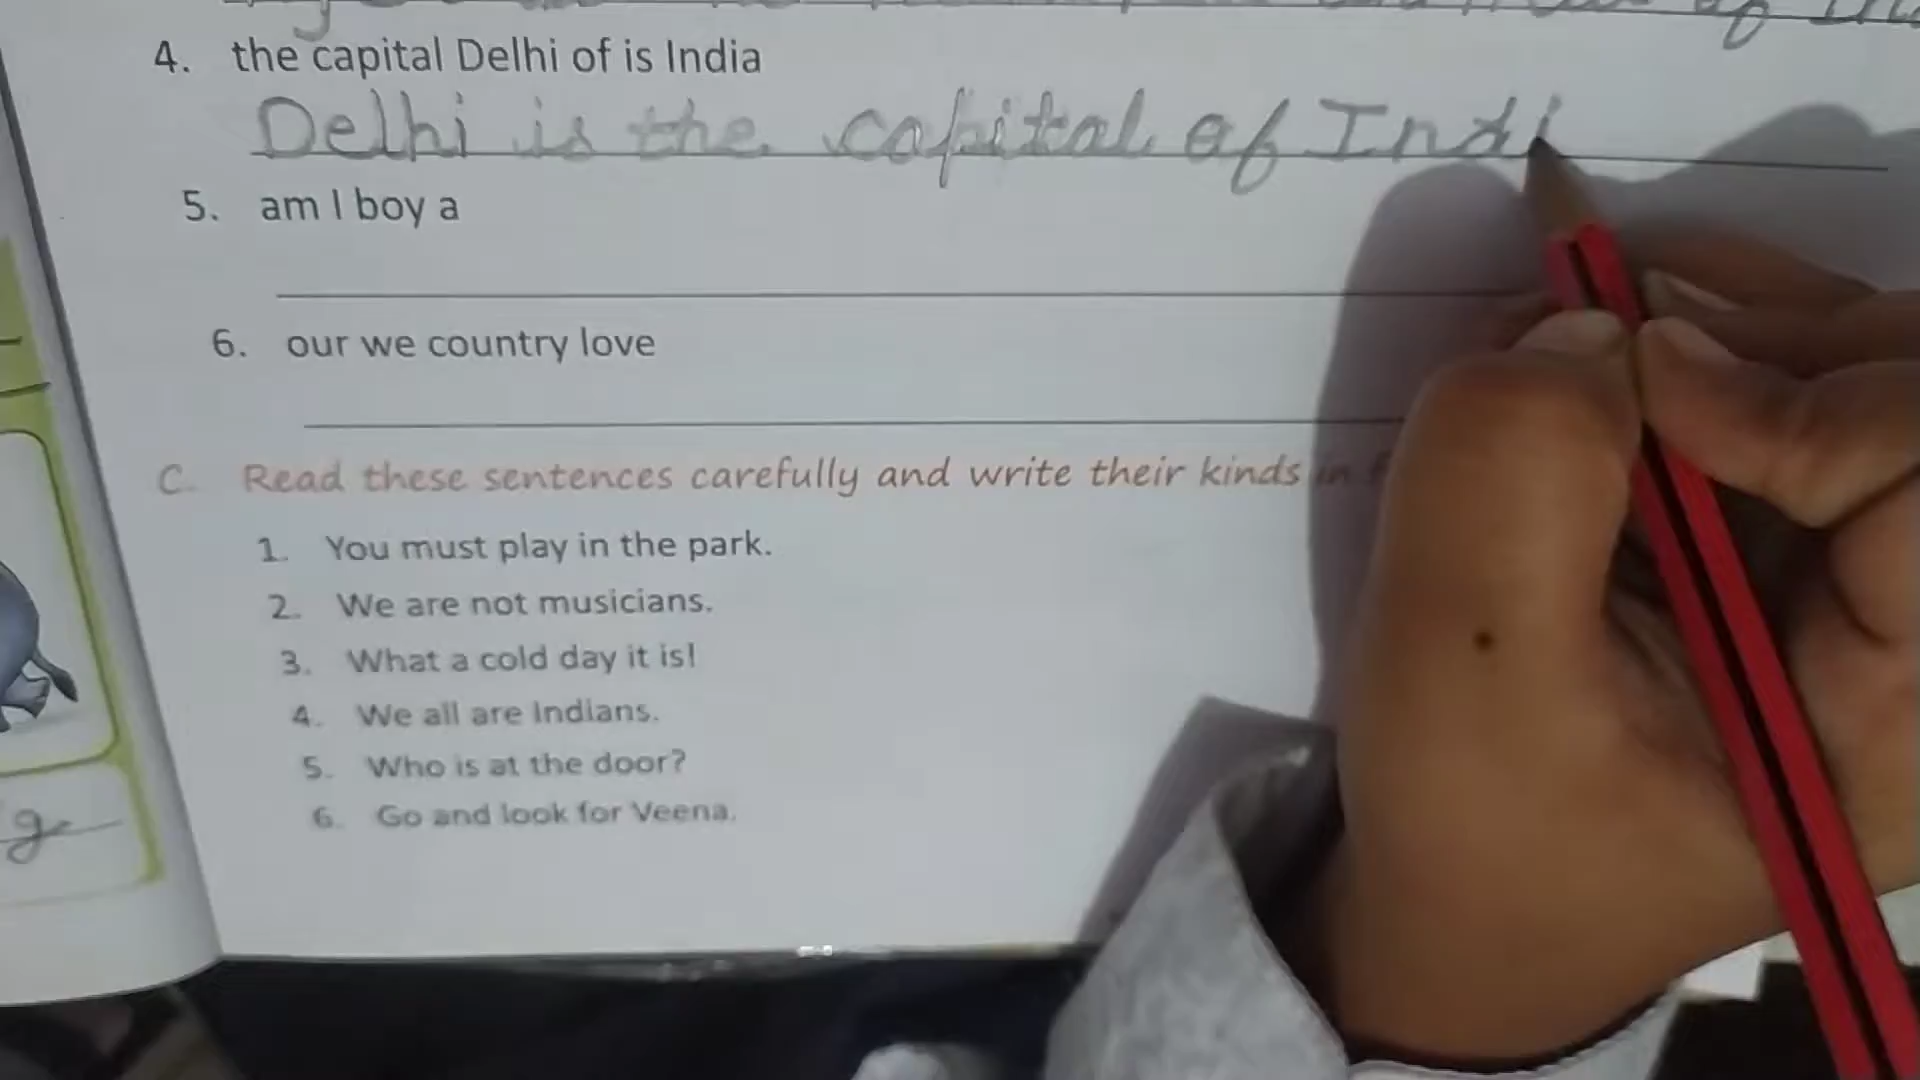 4. the capital Delhi of is India
Delhi is the capital of Indi
5. am I boy a
6. our we country love
C. Read these sentences carefully and write their kinds in
1. You must play in the park.
2. We are not musicians.
3. What a cold day it is!
4. We all are Indians.
5. Who is at the door?
6. Go and look for Veena.